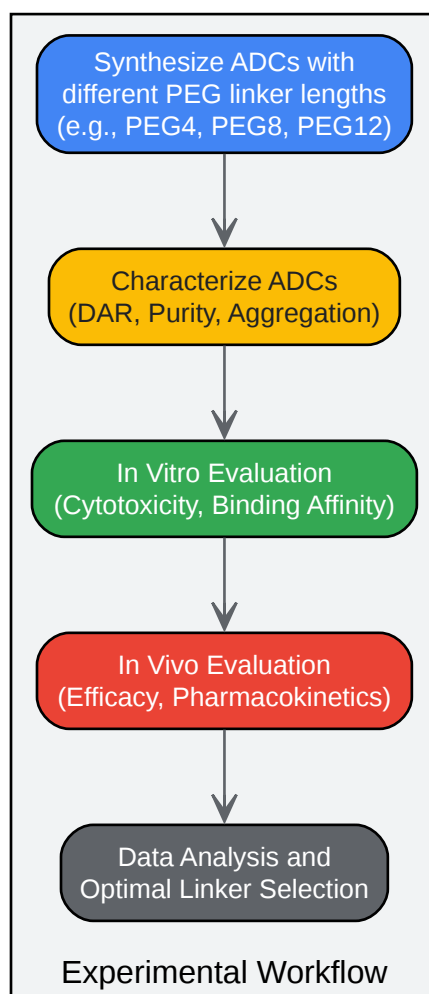 Synthesize ADCs with
different PEG linker lengths
(e.g., PEG4, PEG8, PEG12)
Characterize ADCs
(DAR, Purity, Aggregation)
In Vitro Evaluation
(Cytotoxicity, Binding Affinity)
In Vivo Evaluation
(Efficacy, Pharmacokinetics)
Data Analysis and
Optimal Linker Selection
Experimental Workflow